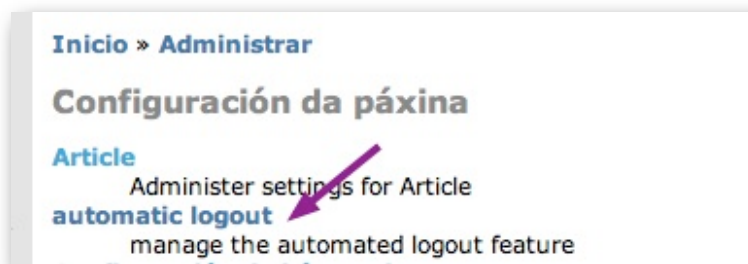 Inicio » Administrar
Configuración da páxina
Article
Administer settings for Article
automatic logout
manage the automated logout feature